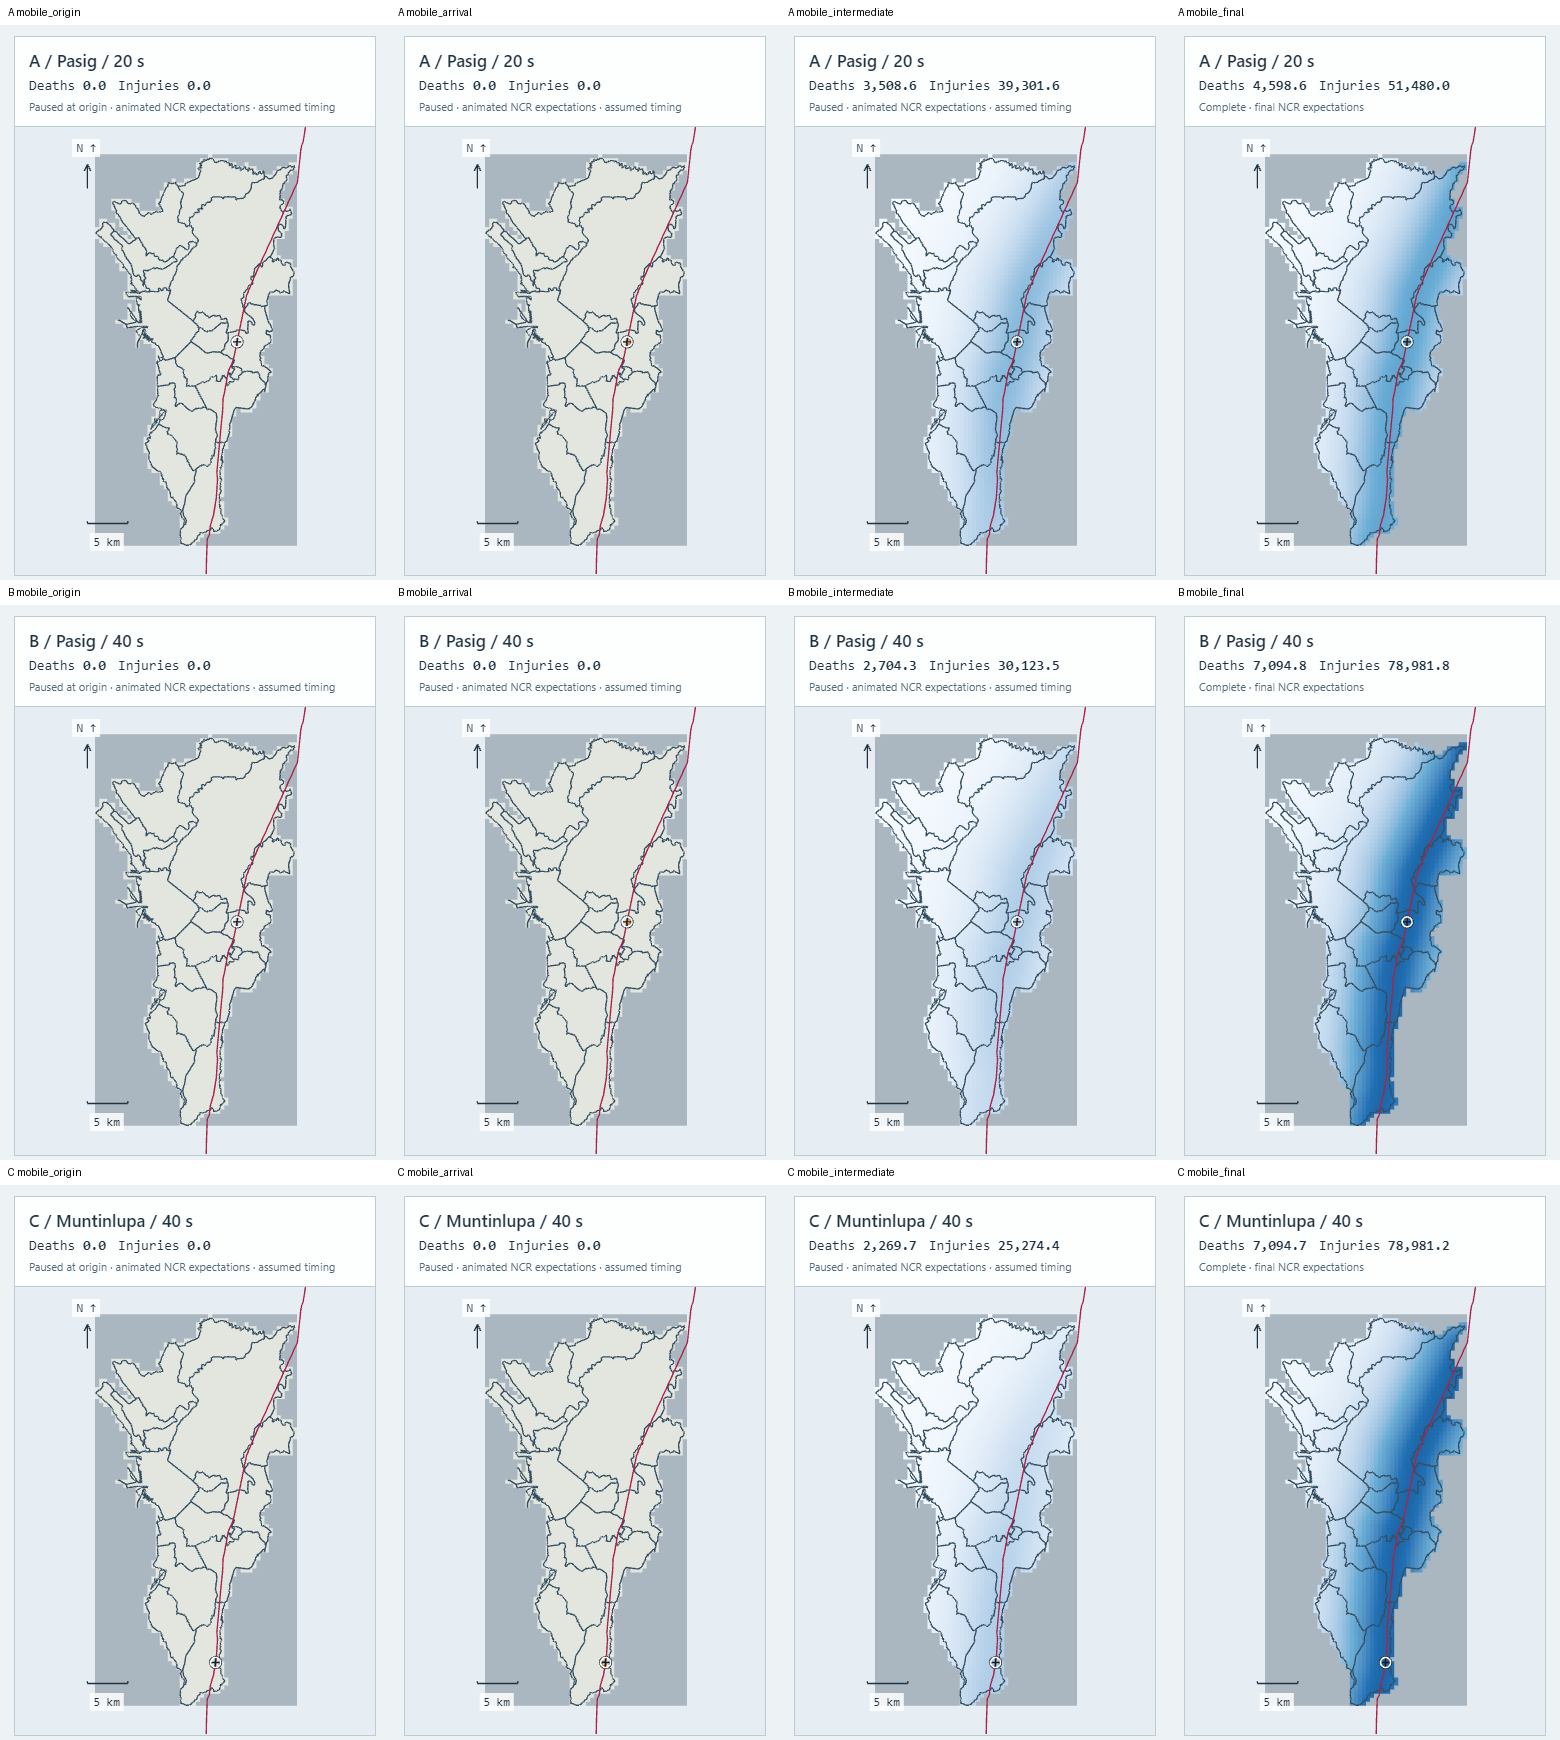 A mobile_origin
A mobile_arrival
A mobile_intermediate
A mobile_final
A / Pasig / 20 s
Deaths 0.0 Injuries 0.0
Paused at origin · animated NCR expectations · assumed timing
N ↑
5 km
A / Pasig / 20 s
Deaths 0.0 Injuries 0.0
Paused · animated NCR expectations · assumed timing
N ↑
5 km
A / Pasig / 20 s
Deaths 3,508.6 Injuries 39,301.6
Paused · animated NCR expectations · assumed timing
N ↑
5 km
A / Pasig / 20 s
Deaths 4,598.6 Injuries 51,480.0
Complete · final NCR expectations
N ↑
5 km
B mobile_origin
B mobile_arrival
B mobile_intermediate
B mobile_final
B / Pasig / 40 s
Deaths 0.0 Injuries 0.0
Paused at origin · animated NCR expectations · assumed timing
N ↑
5 km
B / Pasig / 40 s
Deaths 0.0 Injuries 0.0
Paused · animated NCR expectations · assumed timing
N ↑
5 km
B / Pasig / 40 s
Deaths 2,704.3 Injuries 30,123.5
Paused · animated NCR expectations · assumed timing
N ↑
5 km
B / Pasig / 40 s
Deaths 7,094.8 Injuries 78,981.8
Complete · final NCR expectations
N ↑
5 km
C mobile_origin
C mobile_arrival
C mobile_intermediate
C mobile_final
C / Muntinlupa / 40 s
Deaths 0.0 Injuries 0.0
Paused at origin · animated NCR expectations · assumed timing
N ↑
5 km
C / Muntinlupa / 40 s
Deaths 0.0 Injuries 0.0
Paused · animated NCR expectations · assumed timing
N ↑
5 km
C / Muntinlupa / 40 s
Deaths 2,269.7 Injuries 25,274.4
Paused · animated NCR expectations · assumed timing
N ↑
5 km
C / Muntinlupa / 40 s
Deaths 7,094.7 Injuries 78,981.2
Complete · final NCR expectations
N ↑
5 km